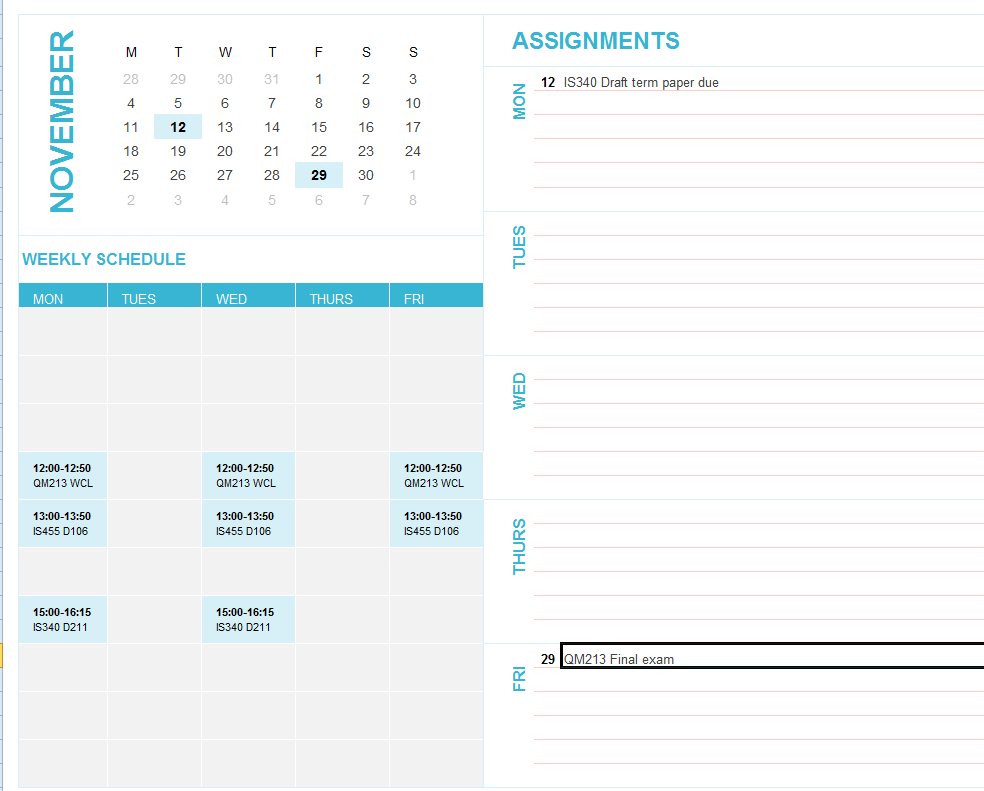 NOVEMBER
M T W T F S S
28 29 30 31 1 2 3
4 5 6 7 8 9 10
11 12 13 14 15 16 17
18 19 20 21 22 23 24
25 26 27 28 29 30 1
2 3 4 5 6 7 8
WEEKLY SCHEDULE
MON TUES WED THURS FRI
12:00-12:50 12:00-12:50 12:00-12:50
QM213 WCL QM213 WCL QM213 WCL
13:00-13:50 13:00-13:50 13:00-13:50
IS455 D106 IS455 D106 IS455 D106
15:00-16:15 15:00-16:15
IS340 D211 IS340 D211
ASSIGNMENTS
MON
12 IS340 Draft term paper due
TUES
WED
THURS
FRI
29 QM213 Final exam